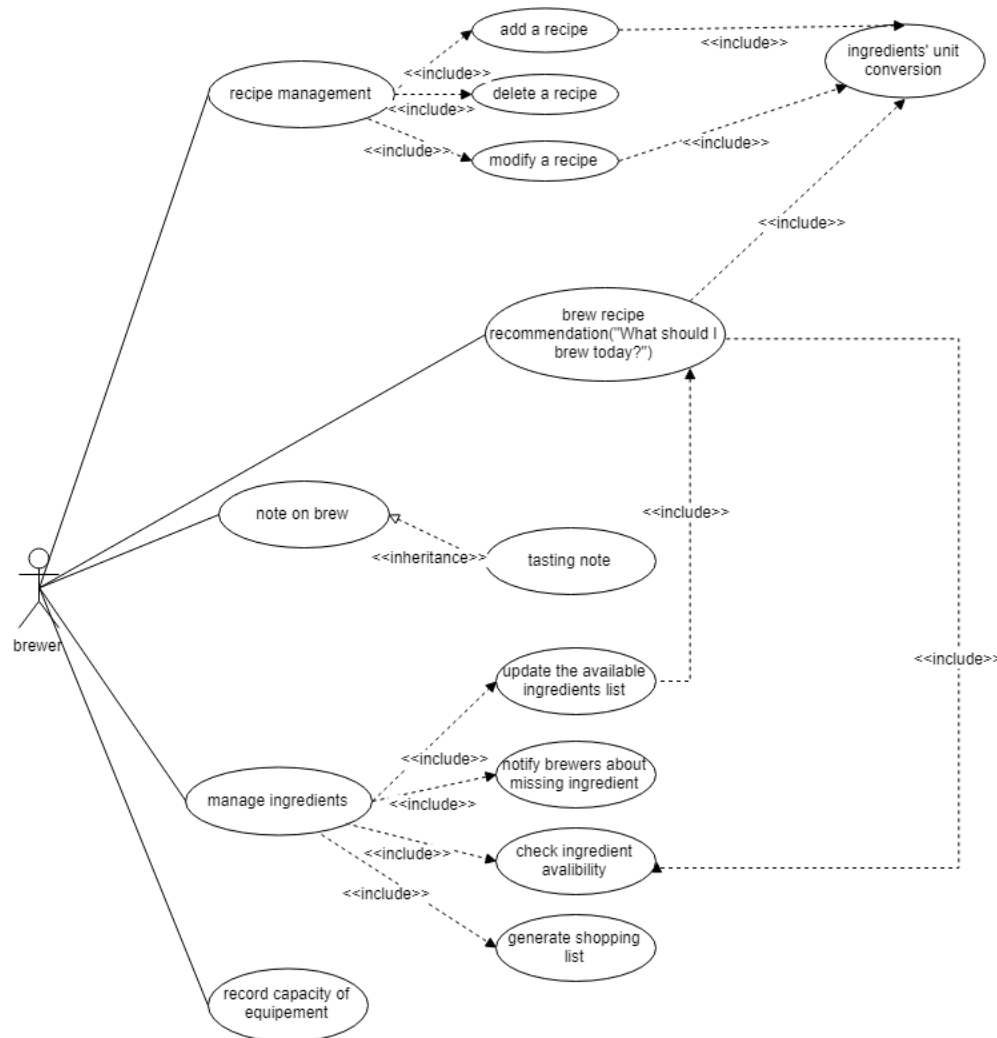 add a recipe
<<include>>
ingredients' unit
conversion
<<include>>
recipe management
delete a recipe
<<include>>
<<include>>
<<include>>
modify a recipe
<<include>>
brew recipe
recommendation("What should I
brew today?")
note on brew
<<include>>
<<inheritance>>
tasting note
brewer
update the available
ingredients list
<<include>>
<<include>>
notify brewers about
missing ingredient
manage ingredients
<<include>>
<<include>>
check ingredient
avalibility
<<include>>
generate shopping
list
record capacity of
equipement